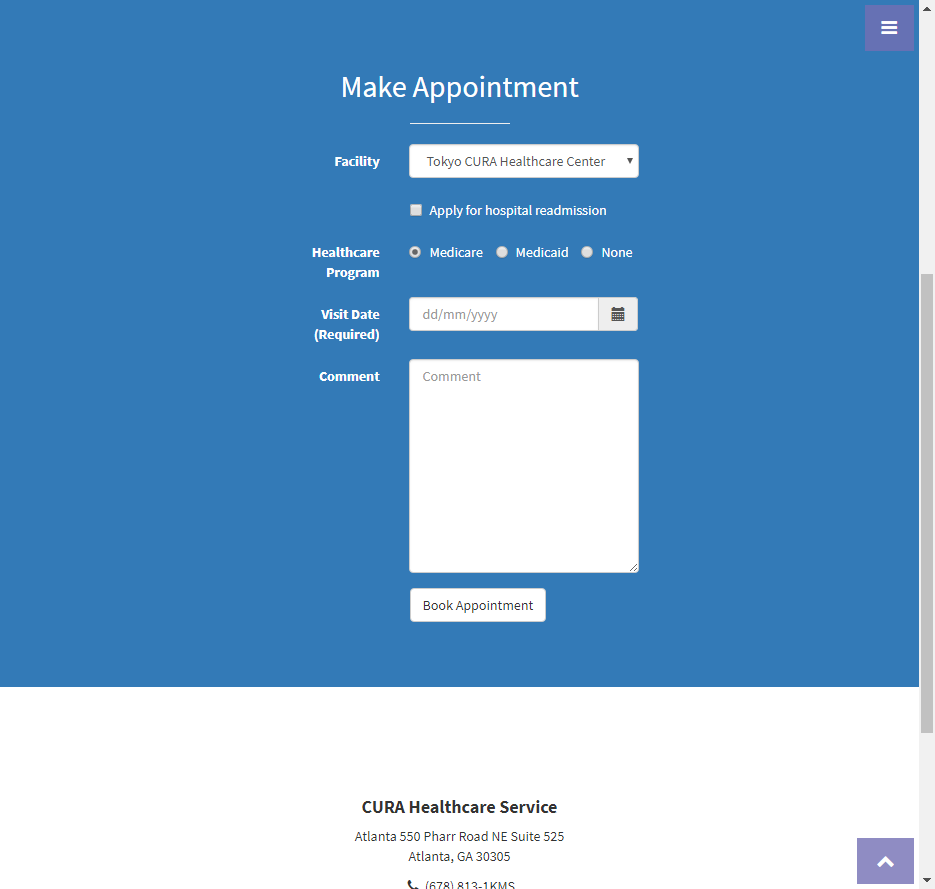 Make Appointment
Facility
Tokyo CURA Healthcare Center
Apply for hospital readmission
Healthcare
Program
Medicare Medicaid None
Visit Date
(Required)
dd/mm/yyyy
Comment
Comment
Book Appointment
CURA Healthcare Service
Atlanta 550 Pharr Road NE Suite 525
Atlanta, GA 30305
(678) 813-1KMS